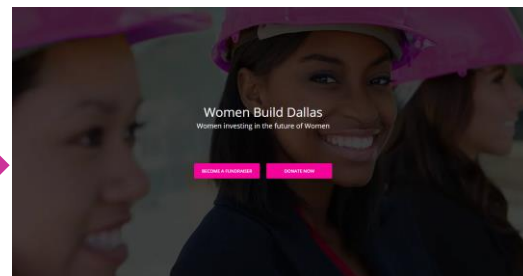 Women Build Dallas
Women investing in the future of Women
BECOME A FUNDRAISER
DONATE NOW